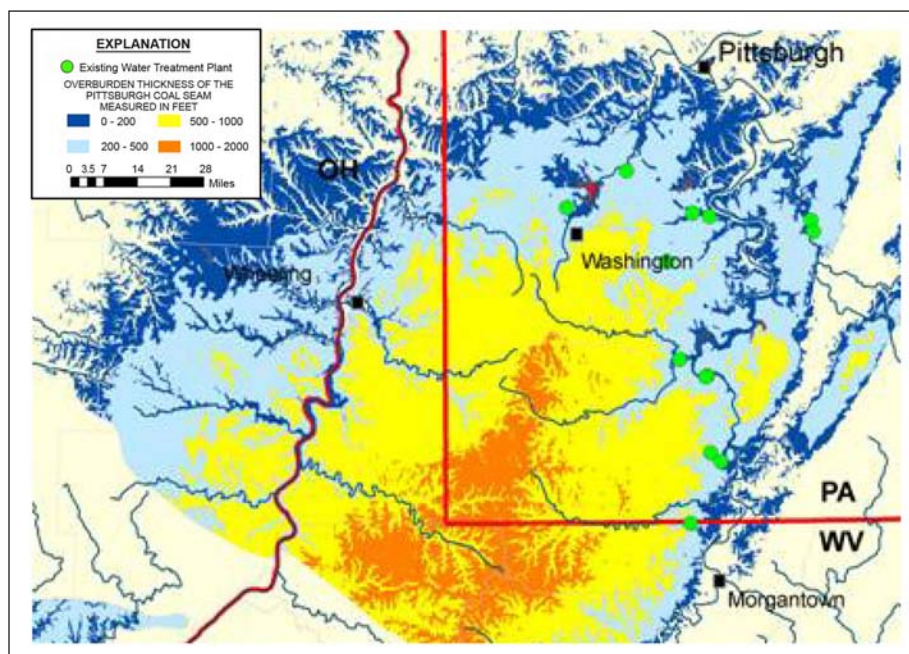 EXPLANATION
Existing Water Treatment Plant
OVERBURDEN THICKNESS OF THE
PITTSBURGH COAL SEAM
MEASURED IN FEET
0 - 200 500 - 1000
200 - 500 1000 - 2000
0 3.5 7 14 21 28
Miles
Pittsburgh
OH
Washington
Wheeling
PA
WV
Morgantown